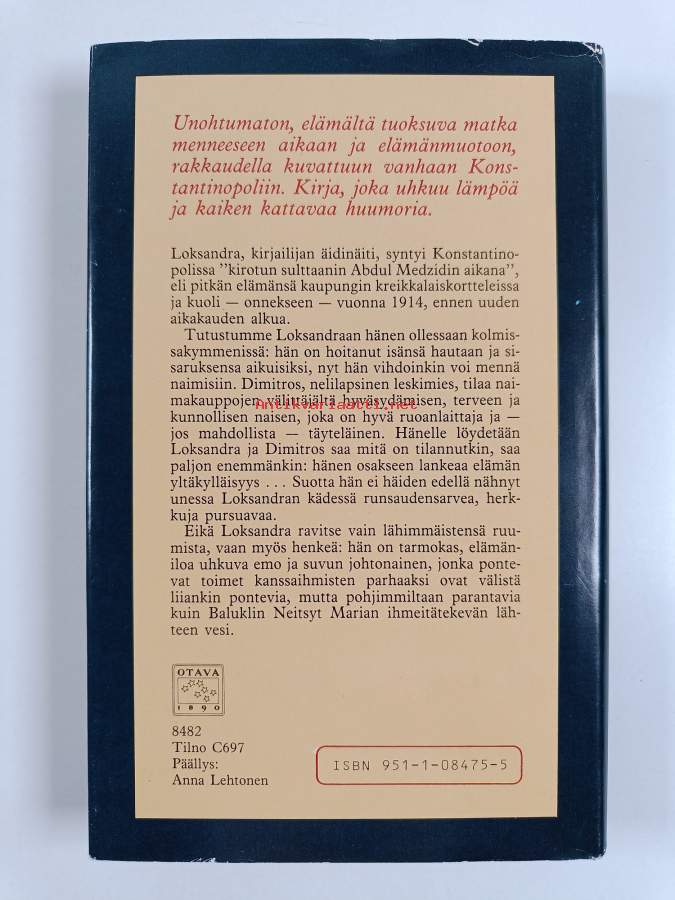 Unohtumaton, elämältä tuoksuva matka
menneeseen aikaan ja elämänmuotoon,
rakkaudella kuvattuun vanhaan Kons-
tantinopoliin. Kirja, joka uhkuu lämpöä
ja kaiken kattavaa huumoria.
Loksandra, kirjailijan äidinäiti, syntyi Konstantino-
polissa "kirotun sulttaanin Abdul Medzidin aikana",
eli pitkän elämänsä kaupungin kreikkalaiskortteleissa
ja kuoli — onnekseen — vuonna 1914, ennen uuden
aikakauden alkua.
Tutustumme Loksandraan hänen ollessaan kolmis-
sakymmenissä: hän on hoitanut isänsä hautaan ja si-
saruksensa aikuisiksi, nyt hän vihdoinkin voi mennä
naimisiin. Dimitros, nelilapsinen leskimies, tilaa nai-
makauppojen välittäjältä hyväsydämisen, terveen ja
Antikvariaatti.net
kunnollisen naisen, joka on hyvä ruoanlaittaja ja —
jos mahdollista — täyteläinen. Hänelle löydetään
Loksandra ja Dimitros saa mitä on tilannutkin, saa
paljon enemmänkin: hänen osakseen lankeaa elämän
yltäkylläisyys . . . Suotta hän ei häiden edellä nähnyt
unessa Loksandran kädessä runsaudensarvea, herk-
kuja pursuavaa.
Eikä Loksandra ravitse vain lähimmäistensä ruu-
mista, vaan myös henkeä: hän on tarmokas, elämän-
iloa uhkuva emo ja suvun johtonainen, jonka ponte-
vat toimet kanssaihmisten parhaaksi ovat välistä
liiankin pontevia, mutta pohjimmiltaan parantavia
kuin Baluklin Neitsyt Marian ihmeitätekevän läh-
teen vesi.
OTAVA
1890
8482
Tilno C697
Päällys:
Anna Lehtonen
ISBN 951-1-08475-5